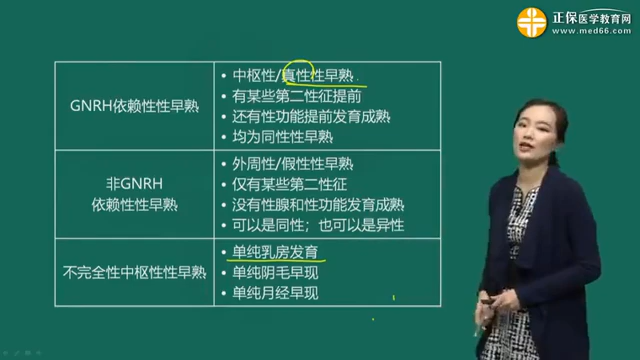 正保医学教育网
www.med66.com
GNRH依赖性性早熟
• 中枢性/真性性早熟
• 有某些第二性征提前
• 还有性功能提前发育成熟
• 均为同性性早熟
非GNRH
依赖性性早熟
• 外周性/假性性早熟
• 仅有某些第二性征
• 没有性腺和性功能发育成熟
• 可以是同性；也可以是异性
不完全性中枢性性早熟
• 单纯乳房发育
• 单纯阴毛早现
• 单纯月经早现